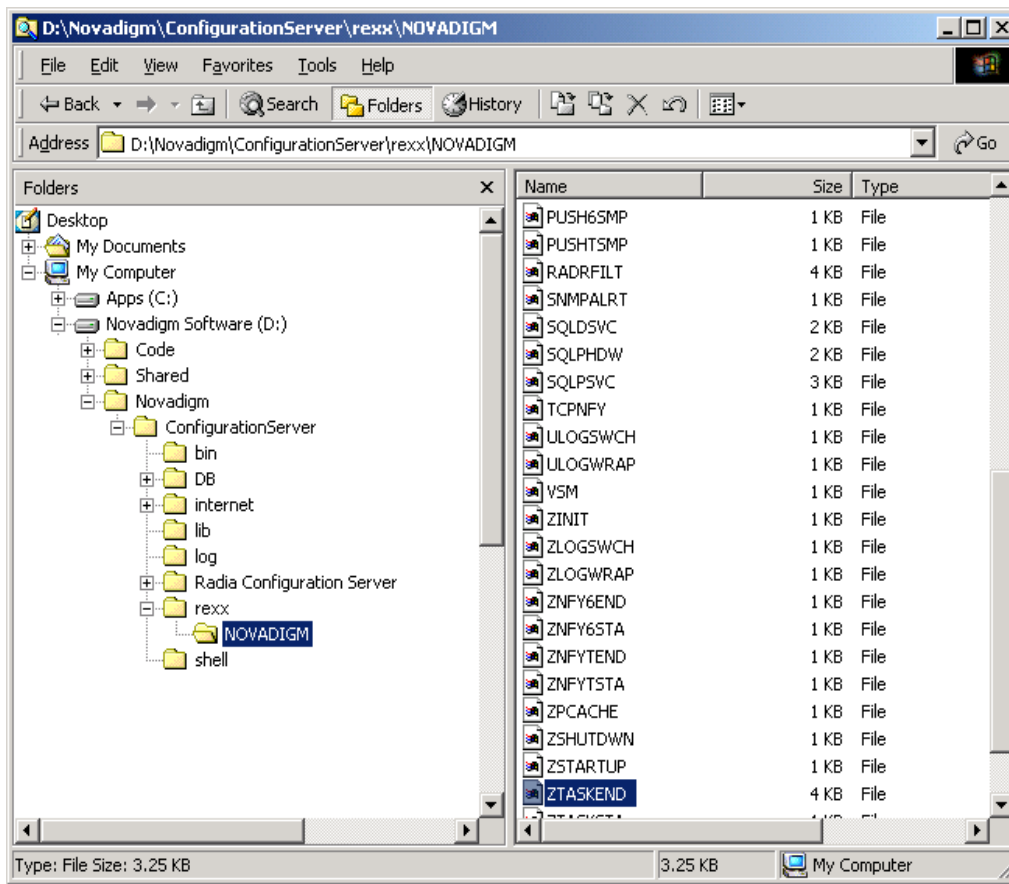 D:\Novadigm\ConfigurationServer\rexx\NOVADIGM
File Edit View Favorites Tools Help
Back Search Folders History
Address D:\Novadigm\ConfigurationServer\rexx\NOVADIGM Go
Folders
Desktop
My Documents
My Computer
Apps (C:)
Novadigm Software (D:)
Code
Shared
Novadigm
ConfigurationServer
bin
DB
internet
lib
log
Radia Configuration Server
rexx
NOVADIGM
shell
Name Size Type
PUSH6SMP 1 KB File
PUSHTSMP 1 KB File
RADRFILT 4 KB File
SNMPALRT 1 KB File
SQLDSVC 2 KB File
SQLPHDW 2 KB File
SQLPSVC 3 KB File
TCPNFY 1 KB File
ULOGSWCH 1 KB File
ULOGWRAP 1 KB File
VSM 1 KB File
ZINIT 1 KB File
ZLOGSWCH 1 KB File
ZLOGWRAP 1 KB File
ZNFY6END 1 KB File
ZNFY6STA 1 KB File
ZNFYTEND 1 KB File
ZNFYTSTA 1 KB File
ZPCACHE 1 KB File
ZSHUTDWN 1 KB File
ZSTARTUP 1 KB File
ZTASKEND 4 KB File
Type: File Size: 3.25 KB 3.25 KB My Computer